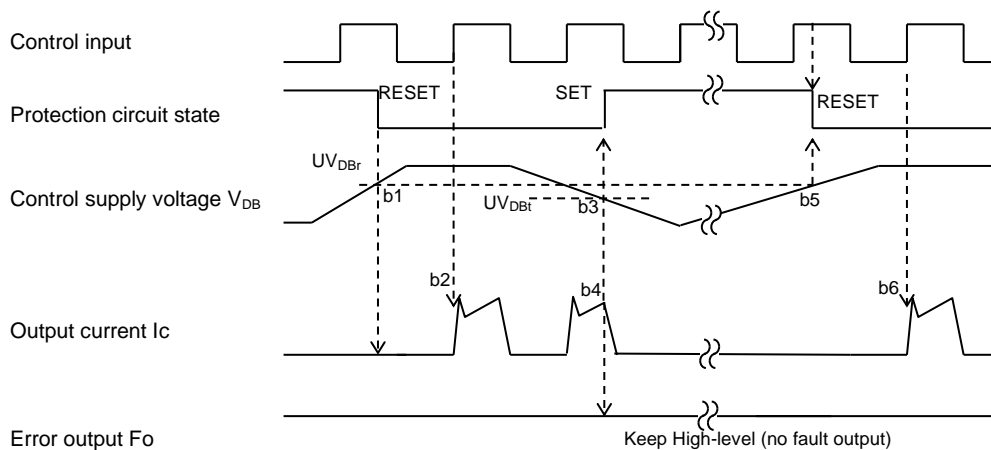 Control input
RESET
SET
RESET
Protection circuit state
UVDBr
Control supply voltage VDB
b1
UVDBt
b3
b5
b2
b4
b6
Output current Ic
Error output Fo
Keep High-level (no fault output)